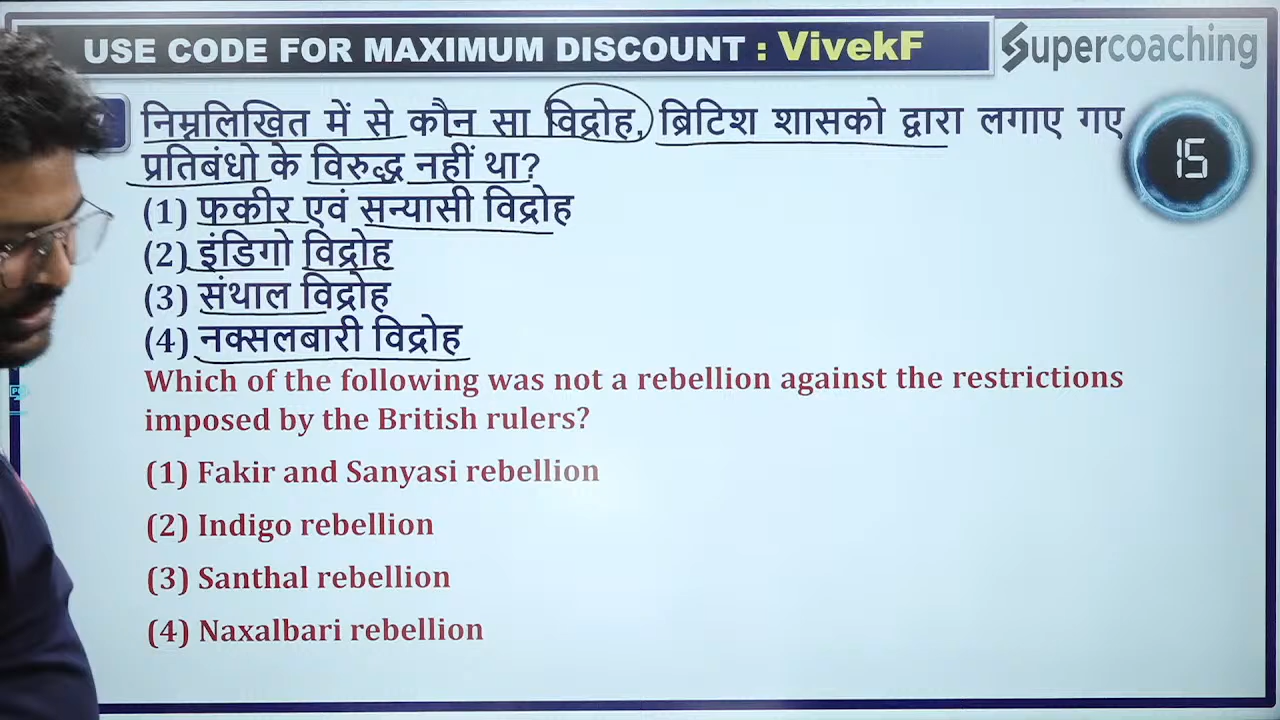 USE CODE FOR MAXIMUM DISCOUNT : VivekF
Supercoaching
निम्नलिखित में से कौन सा विद्रोह, ब्रिटिश शासको द्वारा लगाए गए
प्रतिबंधो के विरुद्ध नहीं था?
15
(1) फकीर एवं सन्यासी विद्रोह
(2) इंडिगो विद्रोह
(3) संथाल विद्रोह
(4) नक्सलबारी विद्रोह
Which of the following was not a rebellion against the restrictions
imposed by the British rulers?
(1) Fakir and Sanyasi rebellion
(2) Indigo rebellion
(3) Santhal rebellion
(4) Naxalbari rebellion